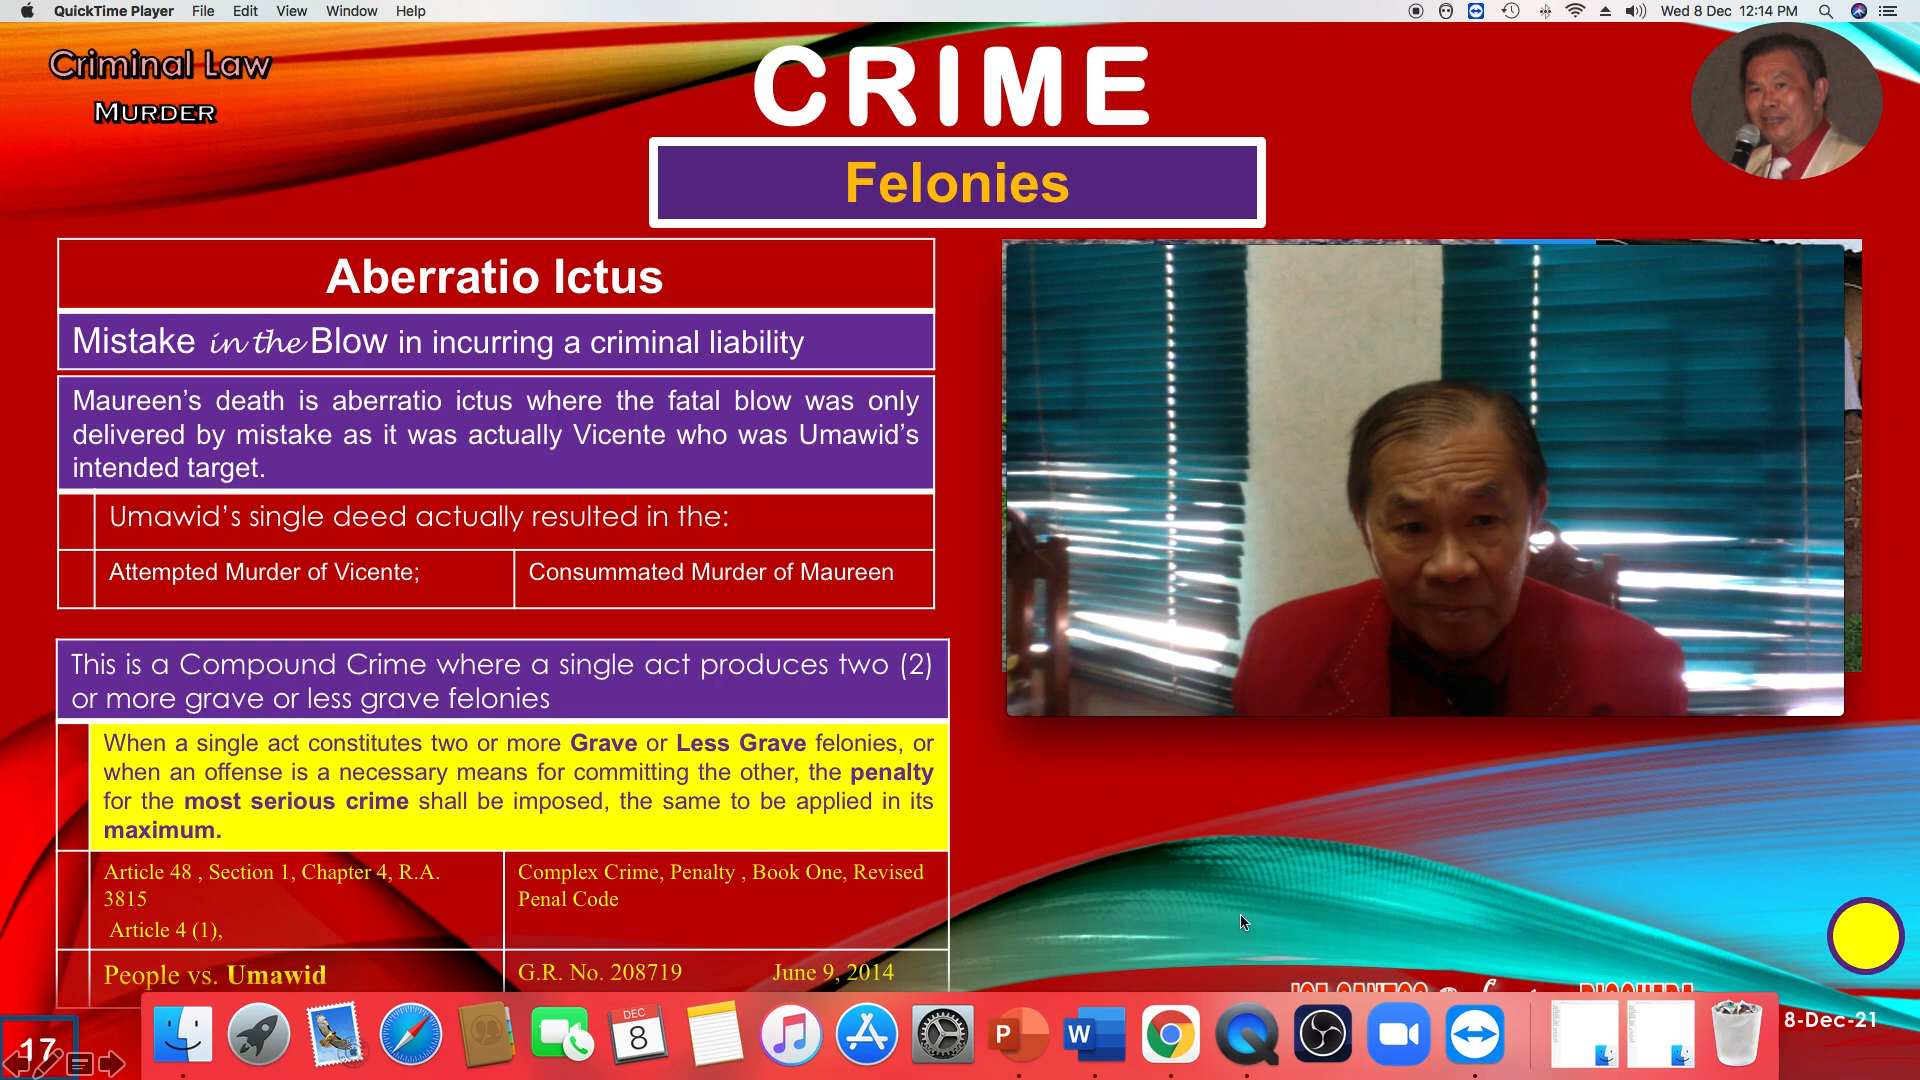 QuickTime Player File Edit View Window Help
Wed 8 Dec 12:14 PM
Criminal Law
MURDER
CRIME
Felonies
Aberratio Ictus
Mistake in the Blow in incurring a criminal liability
Maureen’s death is aberratio ictus where the fatal blow was only
delivered by mistake as it was actually Vicente who was Umawid’s
intended target.
Umawid’s single deed actually resulted in the:
Attempted Murder of Vicente;
Consummated Murder of Maureen
This is a Compound Crime where a single act produces two (2)
or more grave or less grave felonies
When a single act constitutes two or more Grave or Less Grave felonies, or
when an offense is a necessary means for committing the other, the penalty
for the most serious crime shall be imposed, the same to be applied in its
maximum.
Article 48 , Section 1, Chapter 4, R.A.
3815
Article 4 (1),
Complex Crime, Penalty , Book One, Revised
Penal Code
People vs. Umawid
G.R. No. 208719 June 9, 2014
DEC
8
P
W
17
8-Dec-21